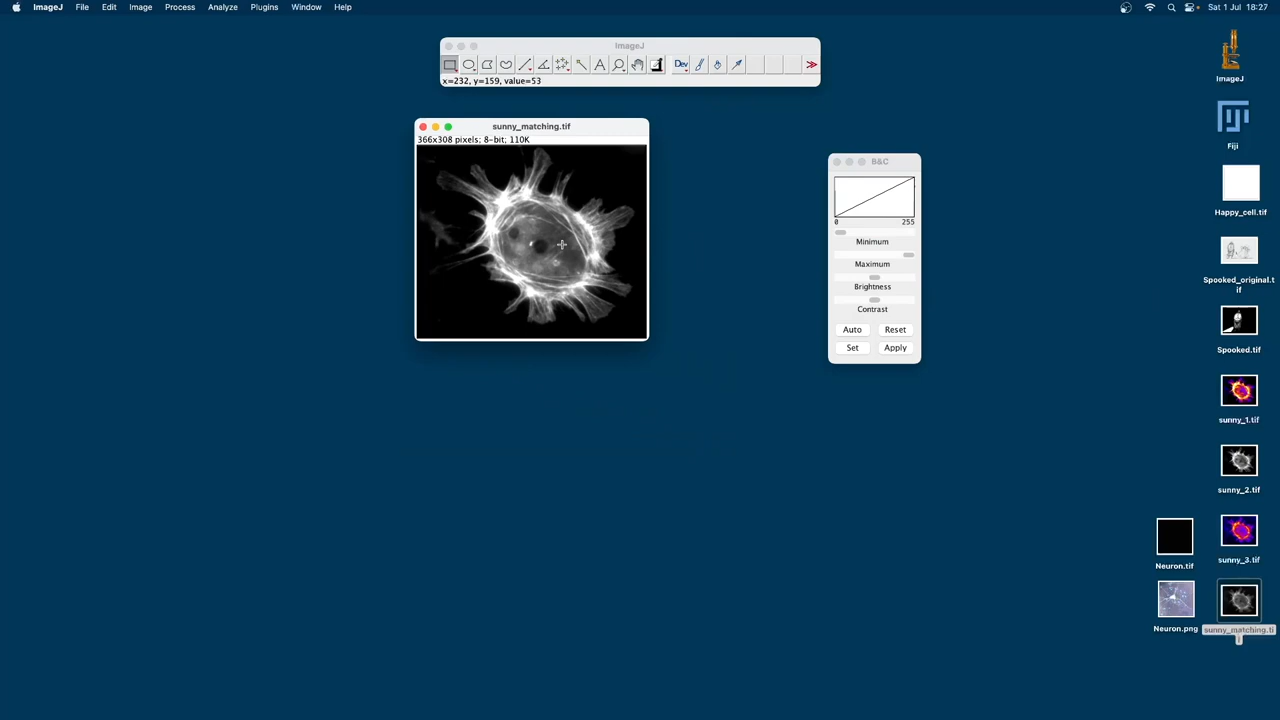 ImageJ File Edit Image Process Analyze Plugins Window Help Sat 1 Jul 18:27
ImageJ
A Dev ≫
x=232, y=159, value=53
sunny_matching.tif
366x308 pixels; 8-bit; 110K
B&C
0 255
Minimum
Maximum
Brightness
Contrast
Auto Reset
Set Apply
ImageJ
Fiji
Happy_cell.tif
Spooked_original.t
if
Spooked.tif
sunny_1.tif
sunny_2.tif
sunny_3.tif
Neuron.tif
Neuron.png
sunny_matching.ti
f